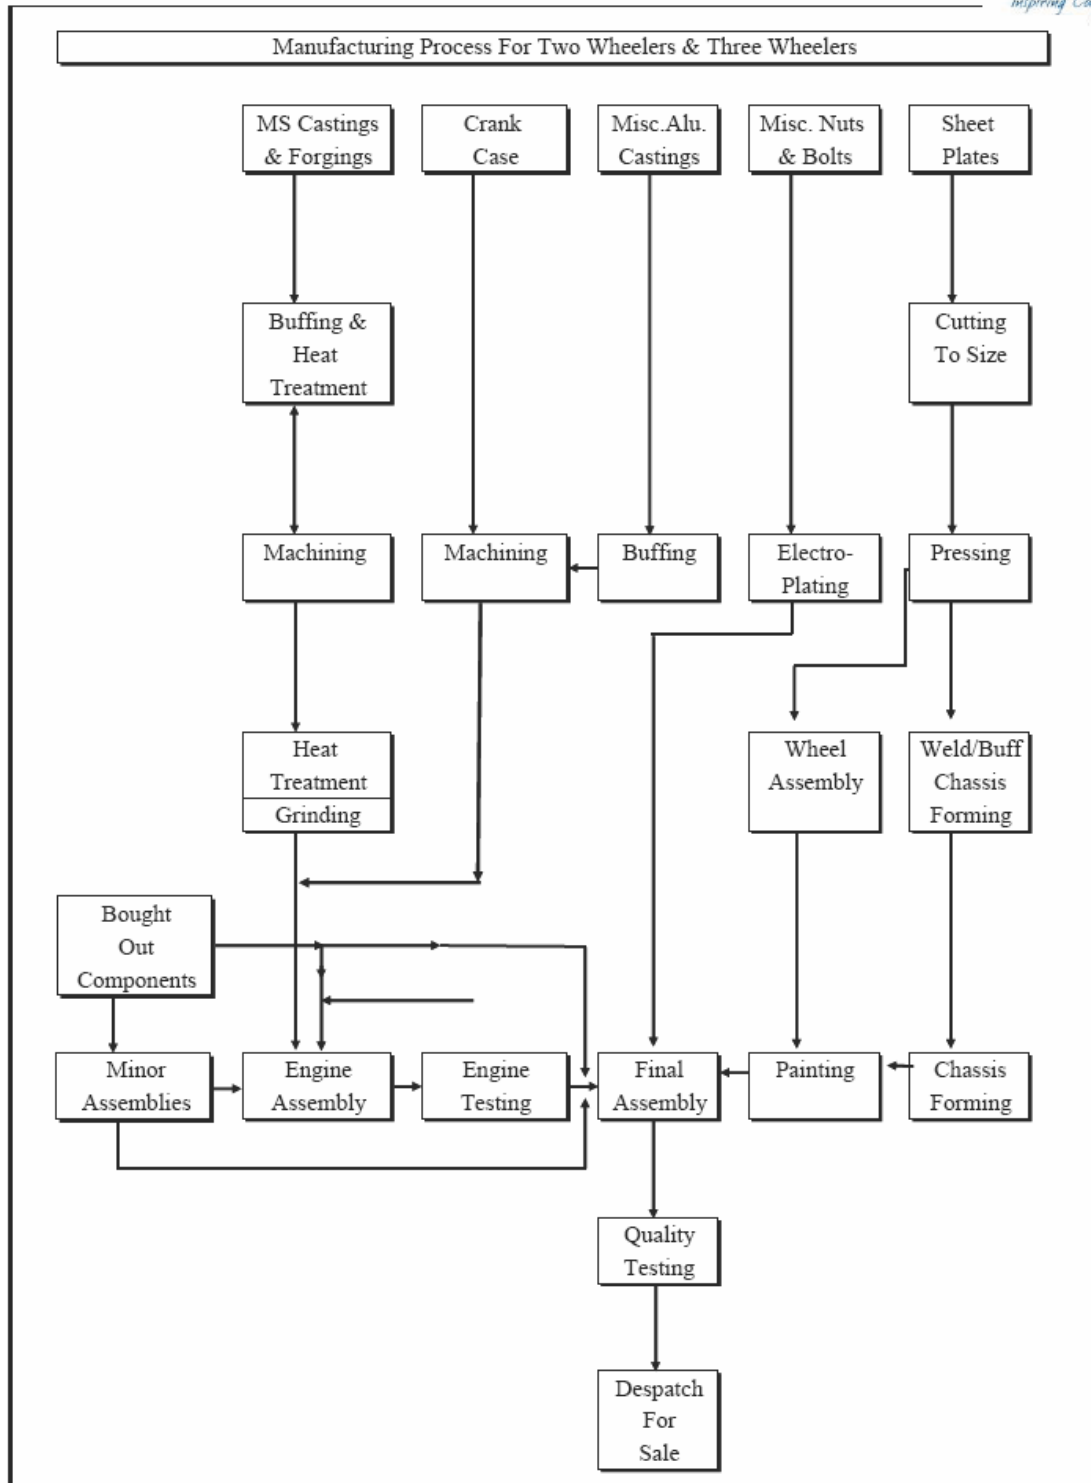 Inspiring Co
Manufacturing Process For Two Wheelers & Three Wheelers
MS Castings
& Forgings
Crank
Case
Misc.Alu.
Castings
Misc. Nuts
& Bolts
Sheet
Plates
Buffing &
Heat
Treatment
Cutting
To Size
Machining
Machining
Buffing
Electro-
Plating
Pressing
Heat
Treatment
Grinding
Wheel
Assembly
Weld/Buff
Chassis
Forming
Bought
Out
Components
Minor
Assemblies
Engine
Assembly
Engine
Testing
Final
Assembly
Painting
Chassis
Forming
Quality
Testing
Despatch
For
Sale